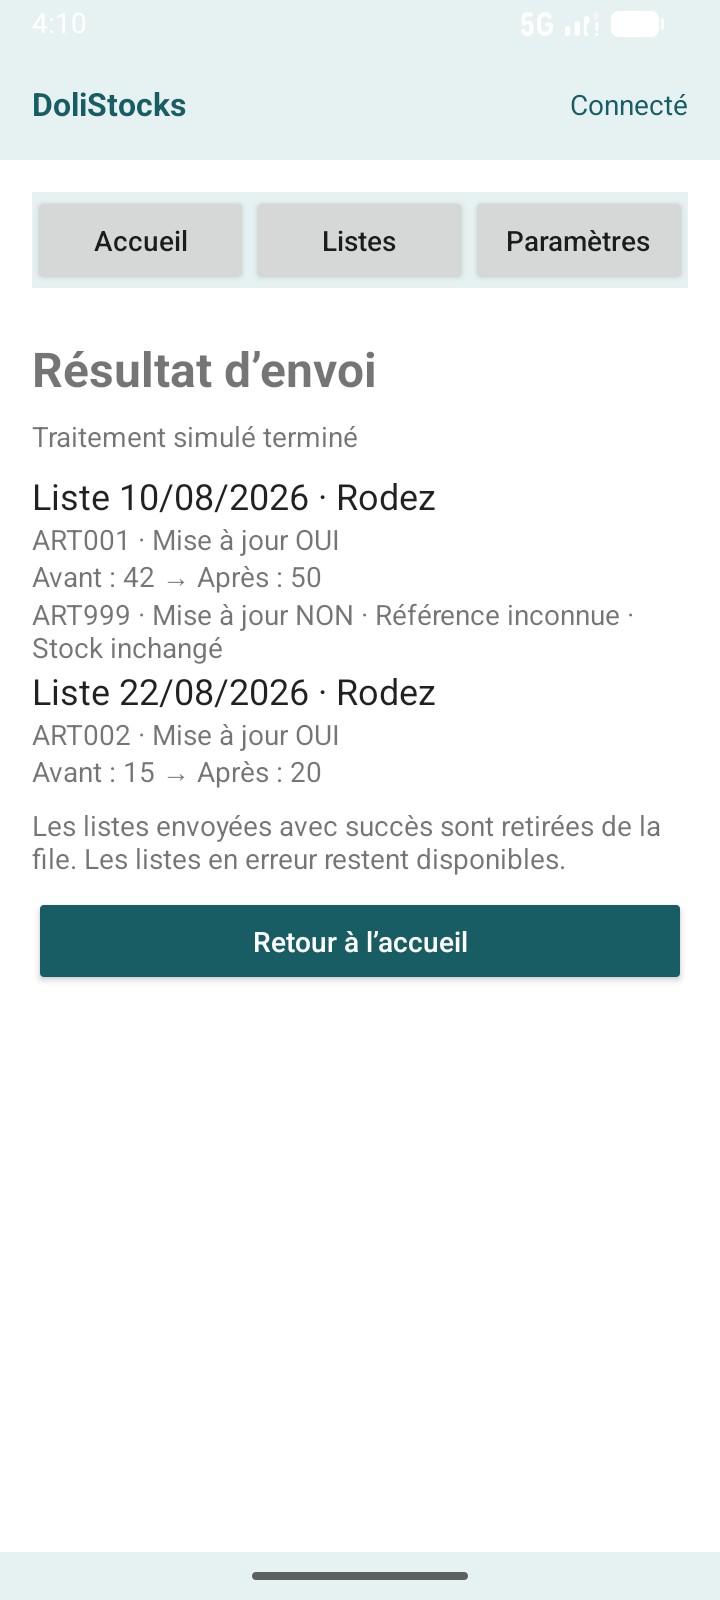 4:10
5G
DoliStocks
Connecté
Accueil
Listes
Paramètres
Résultat d’envoi
Traitement simulé terminé
Liste 10/08/2026 · Rodez
ART001 · Mise à jour OUI
Avant : 42 → Après : 50
ART999 · Mise à jour NON · Référence inconnue ·
Stock inchangé
Liste 22/08/2026 · Rodez
ART002 · Mise à jour OUI
Avant : 15 → Après : 20
Les listes envoyées avec succès sont retirées de la
file. Les listes en erreur restent disponibles.
Retour à l’accueil